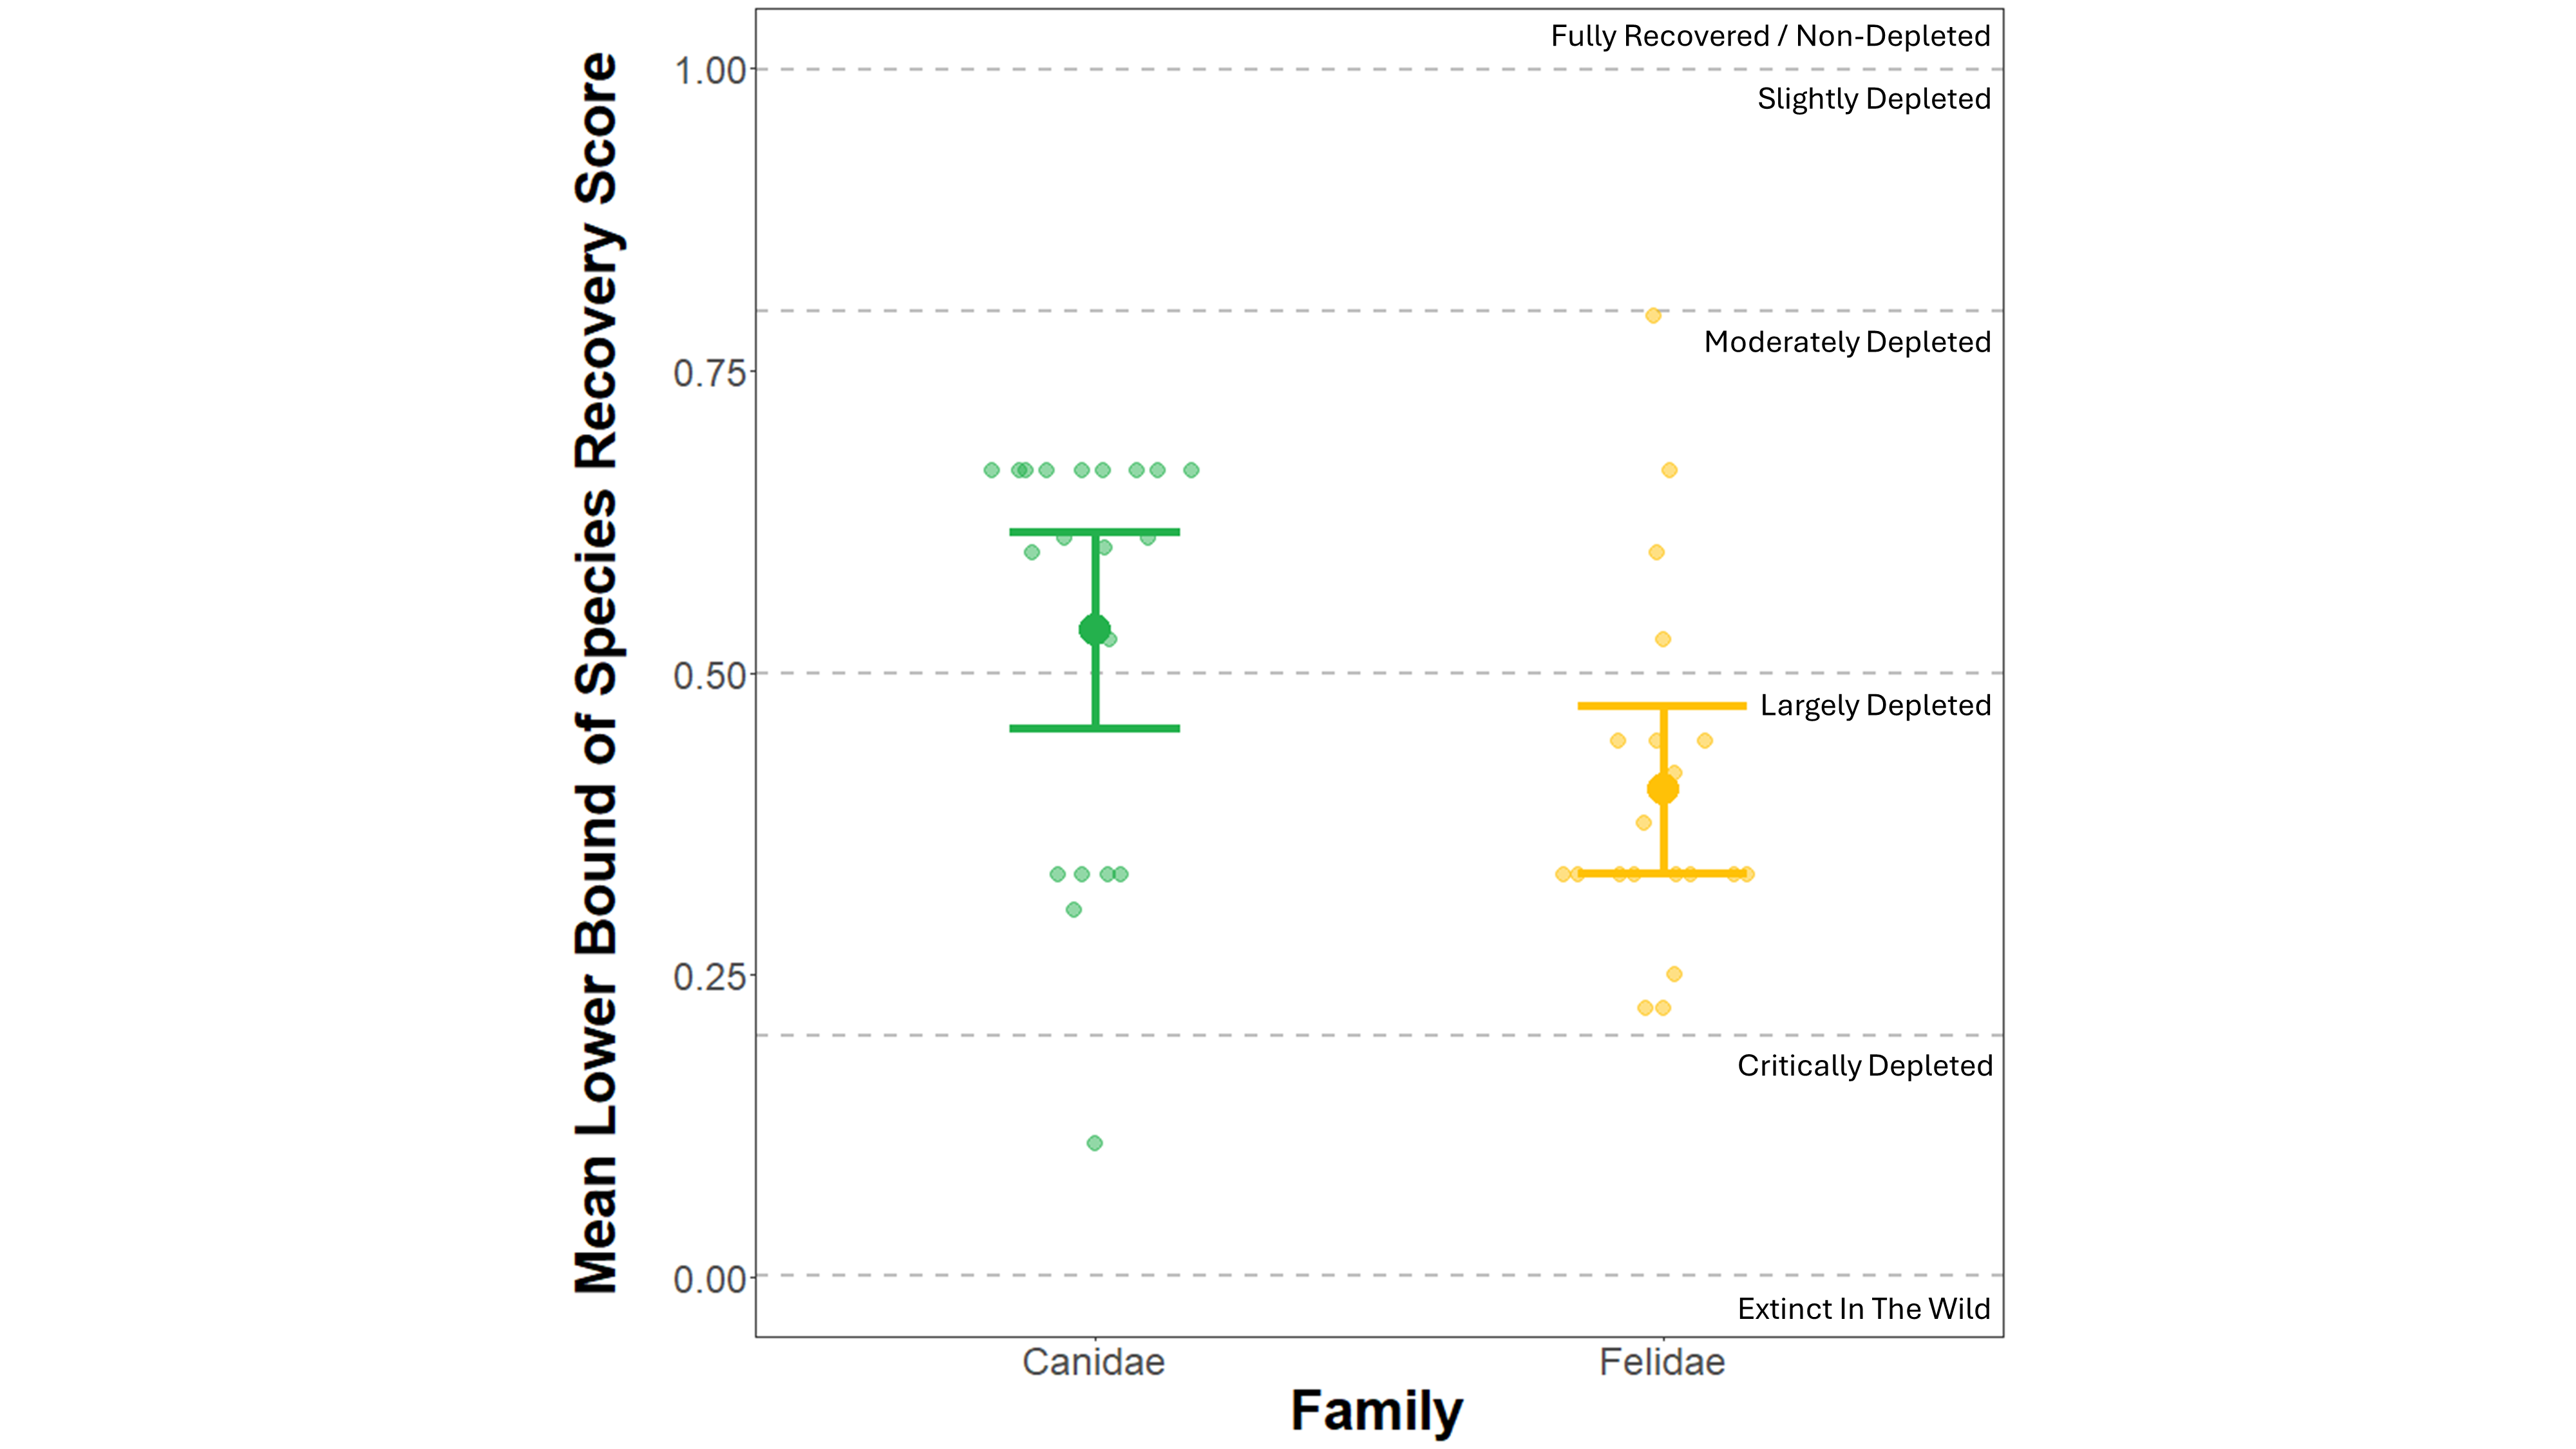 Mean Lower Bound of Species Recovery Score
Fully Recovered / Non-Depleted
1.00
Slightly Depleted
Moderately Depleted
0.75
0.50
Largely Depleted
0.25
Critically Depleted
0.00
Extinct In The Wild
Canidae
Felidae
Family